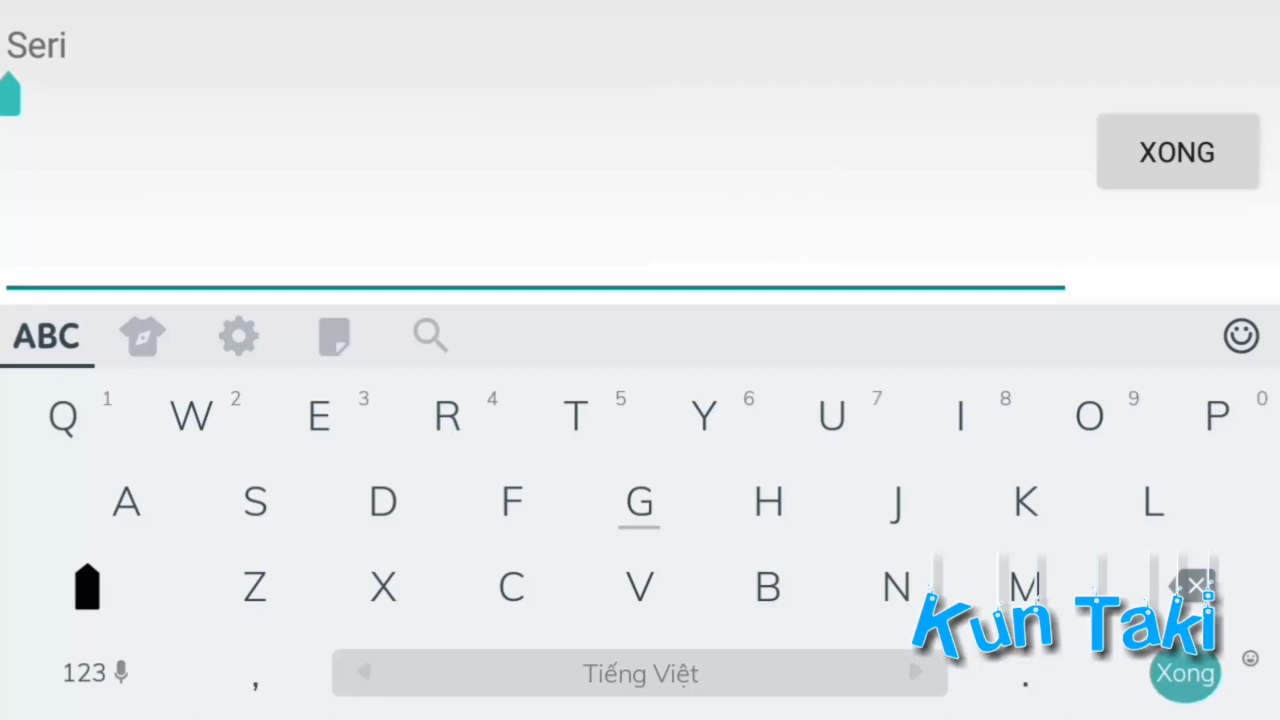 Seri
XONG
ABC
Q 1 W 2 E 3 R 4 T 5 Y 6 U 7 I 8 O 9 P 0
A S D F G H J K L
Z X C V B N M
Kun Taki
123 , Tiếng Việt . Xong